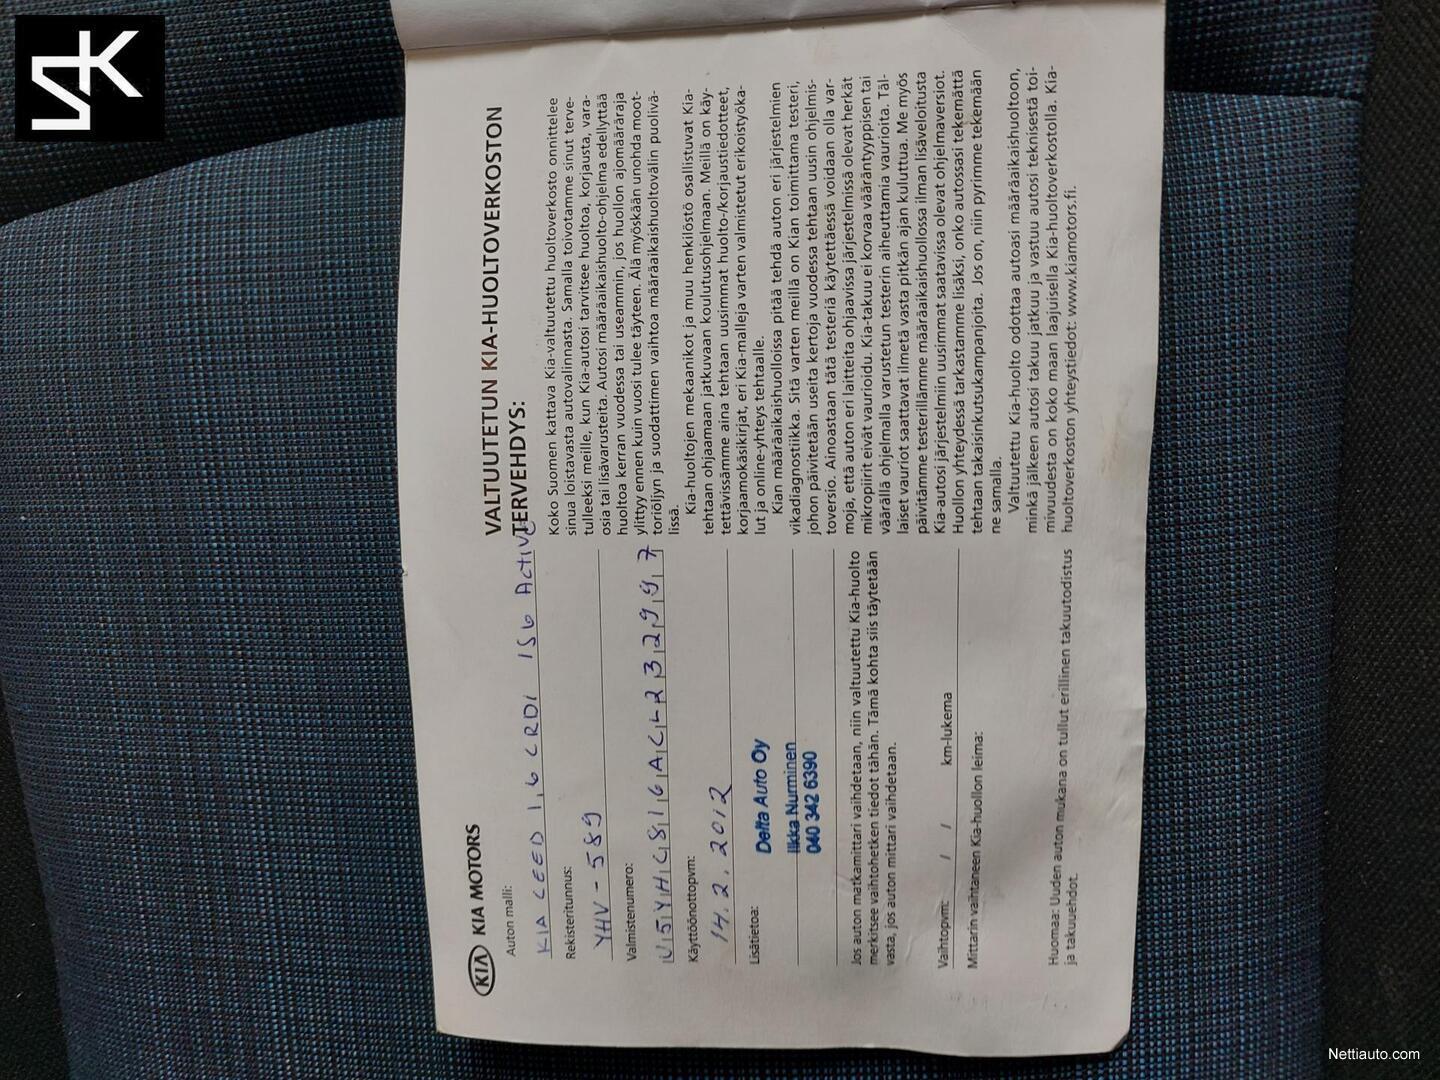 SK
KIA KIA MOTORS
Auton malli:
KIA CEED 1,6 CRDI ISG ACTIVE
Rekisteritunnus:
YHV-589
Valmistenumero:
U5YHC816ACL232997
Käyttöönottopvm:
14.2.2012
Lisätietoa:
Delta Auto Oy
Ilkka Nurminen
040 342 6390
Jos auton matkamittari vaihdetaan, niin valtuutettu Kia-huolto
merkitsee vaihtohetken tiedot tähän. Tämä kohta siis täytetään
vasta, jos auton mittari vaihdetaan.
Vaihtopvm: / / km-lukema
Mittarin vaihtaneen Kia-huollon leima:
Huomaa: Uuden auton mukana on tullut erillinen takuutodistus
ja takuuehdot.
VALTUUTETUN KIA-HUOLTOVERKOSTON
TERVEHDYS:
Koko Suomen kattava Kia-valtuutettu huoltoverkosto onnittelee
sinua loistavasta autovalinnasta. Samalla toivotamme sinut terve-
tulleeksi meille, kun Kia-autosi tarvitsee huoltoa, korjausta, vara-
osia tai lisävarusteita. Autosi määräaikaishuolto-ohjelma edellyttää
huoltoa kerran vuodessa tai useammin, jos huollon ajomääräraja
ylittyy ennen kuin vuosi tulee täyteen. Älä myöskään unohda moot-
toriöljyn ja suodattimen vaihtoa määräaikaishuoltovälin puolivä-
lissä.
Kia-huoltojen mekaanikot ja muu henkilöstö osallistuvat Kia-
tehtaan ohjaamaan jatkuvaan koulutusohjelmaan. Meillä on käy-
tettävissämme aina tehtaan uusimmat huolto-/korjaustiedotteet,
korjaamokäsikirjat, eri Kia-malleja varten valmistetut erikoistyöka-
lut ja online-yhteys tehtaalle.
Kian määräaikaishuolloissa pitää tehdä auton eri järjestelmien
vikadiagnostiikka. Sitä varten meillä on Kian toimittama testeri,
johon päivitetään useita kertoja vuodessa tehtaan uusin ohjelmis-
toversio. Ainoastaan tätä testeriä käytettäessä voidaan olla var-
moja, että auton eri laitteita ohjaavissa järjestelmissä olevat herkät
mikropiirit eivät vaurioidu. Kia-takuu ei korvaa vääräntyyppisen tai
väärällä ohjelmalla varustetun testerin aiheuttamia vaurioita. Täl-
laiset vauriot saattavat ilmetä vasta pitkän ajan kuluttua. Me myös
päivitämme testerillämme määräaikaishuollossa ilman lisäveloitusta
Kia-autosi järjestelmiin uusimmat saatavissa olevat ohjelmaversiot.
Huollon yhteydessä tarkastamme lisäksi, onko autossasi tekemättä
tehtaan takaisinkutsukampanjoita. Jos on, niin pyrimme tekemään
ne samalla.
Valtuutettu Kia-huolto odottaa autoasi määräaikaishuoltoon,
minkä jälkeen autosi takuu jatkuu ja vastuu autosi teknisestä toi-
mivuudesta on koko maan laajuisella Kia-huoltoverkostolla. Kia-
huoltoverkoston yhteystiedot: www.kiamotors.fi.
Nettiauto.com